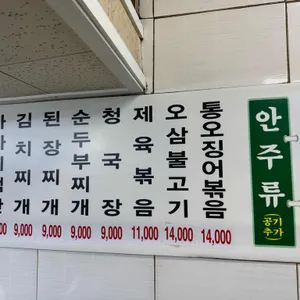 안주류
(공기
추가)
통오징어볶음
14,000
오삼불고기
14,000
제육볶음
11,000
청국장
9,000
순두부찌개
9,000
된장찌개
9,000
김치찌개
9,000